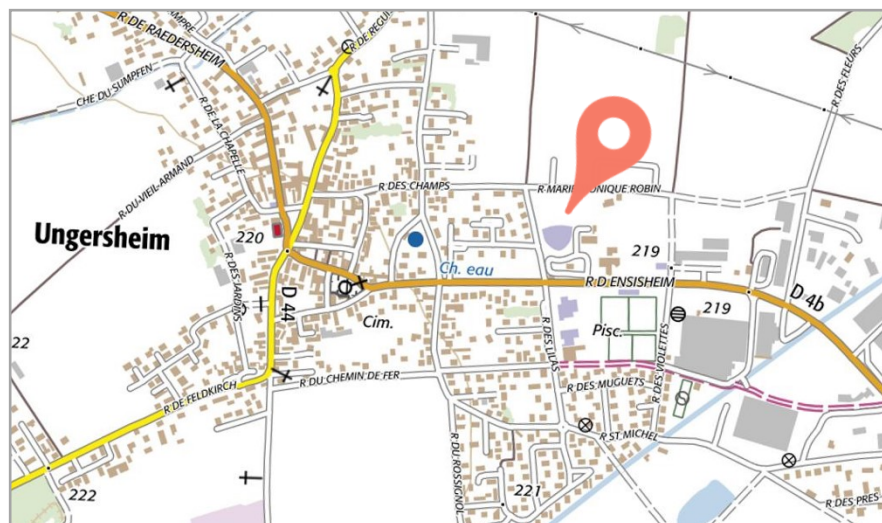 R DE RAEDERSHEIM
R DE REGUI
CHE DU SUMPFEN
R DE LA CHAPELLE
R DES FLEURS
R DU VIEIL-ARMAND
R DES CHAMPS
R MARIE ONIQUE ROBIN
Ungersheim
220
219
R DES JARDINS
Ch. eau
R D ENSISHEIM
D 4b
D 44
Cim.
Pisc.
219
22
R DES LILAS
R DES VIOLETTES
R DU CHEMIN DE FER
R DES MUGUETS
R DE FELDKIRCH
R ST MICHEL
R DU ROSSIGNOL
222
221
R DES PRES